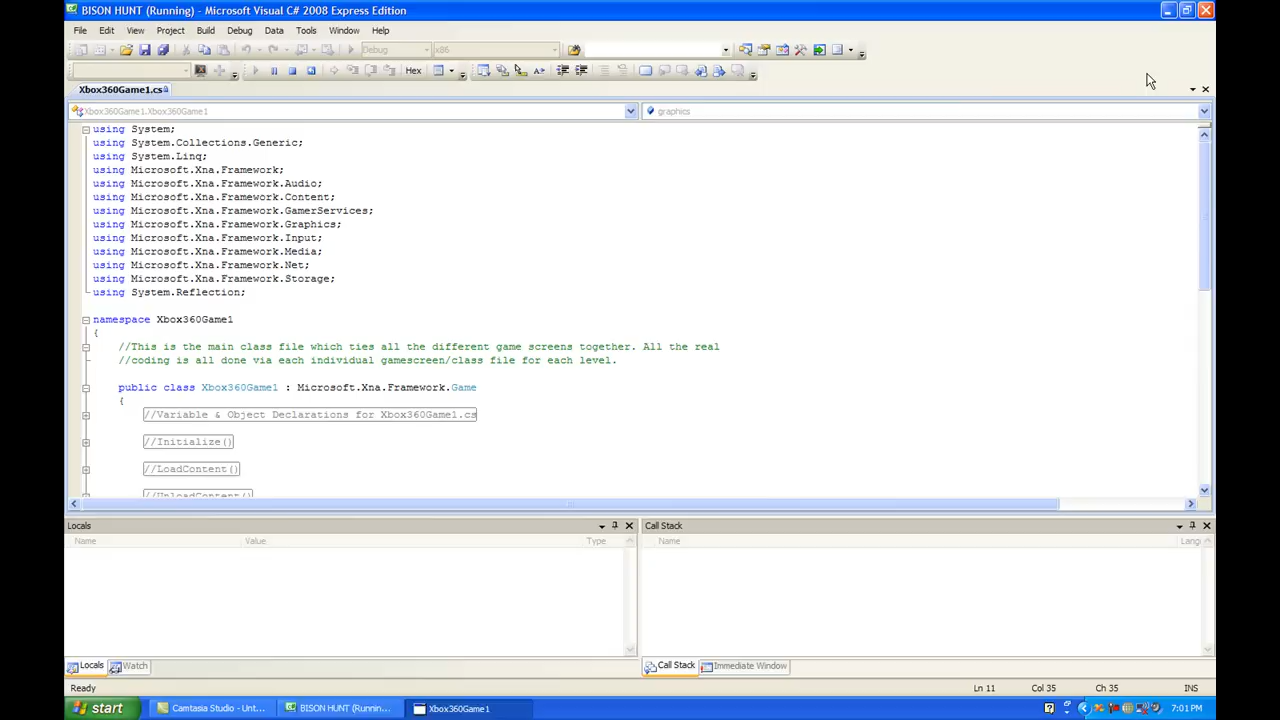 BISON HUNT (Running) - Microsoft Visual C# 2008 Express Edition
File Edit View Project Build Debug Data Tools Window Help
Debug x86
Hex
Xbox360Game1.cs
Xbox360Game1.Xbox360Game1 graphics
using System;
using System.Collections.Generic;
using System.Linq;
using Microsoft.Xna.Framework;
using Microsoft.Xna.Framework.Audio;
using Microsoft.Xna.Framework.Content;
using Microsoft.Xna.Framework.GamerServices;
using Microsoft.Xna.Framework.Graphics;
using Microsoft.Xna.Framework.Input;
using Microsoft.Xna.Framework.Media;
using Microsoft.Xna.Framework.Net;
using Microsoft.Xna.Framework.Storage;
using System.Reflection;
namespace Xbox360Game1
{
//This is the main class file which ties all the different game screens together. All the real
//coding is all done via each individual gamescreen/class file for each level.
public class Xbox360Game1 : Microsoft.Xna.Framework.Game
{
//Variable & Object Declarations for Xbox360Game1.cs
//Initialize()
//LoadContent()
//UnloadContent()
Locals Call Stack
Name Value Type Name Lang
Locals Watch Call Stack Immediate Window
Ready Ln 11 Col 35 Ch 35 INS
start Camtasia Studio - Unt... BISON HUNT (Runnin... Xbox360Game1 7:01 PM